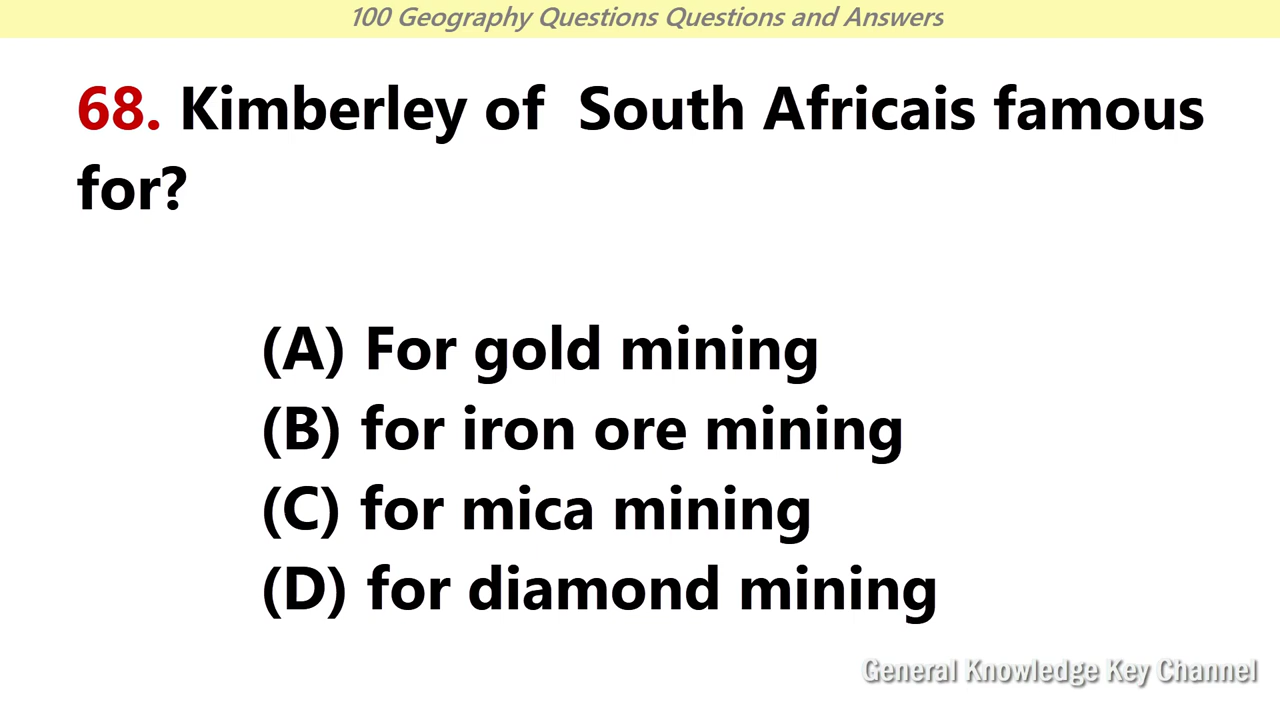 100 Geography Questions Questions and Answers
68. Kimberley of South Africais famous
for?
(A) For gold mining
(B) for iron ore mining
(C) for mica mining
(D) for diamond mining
General Knowledge Key Channel